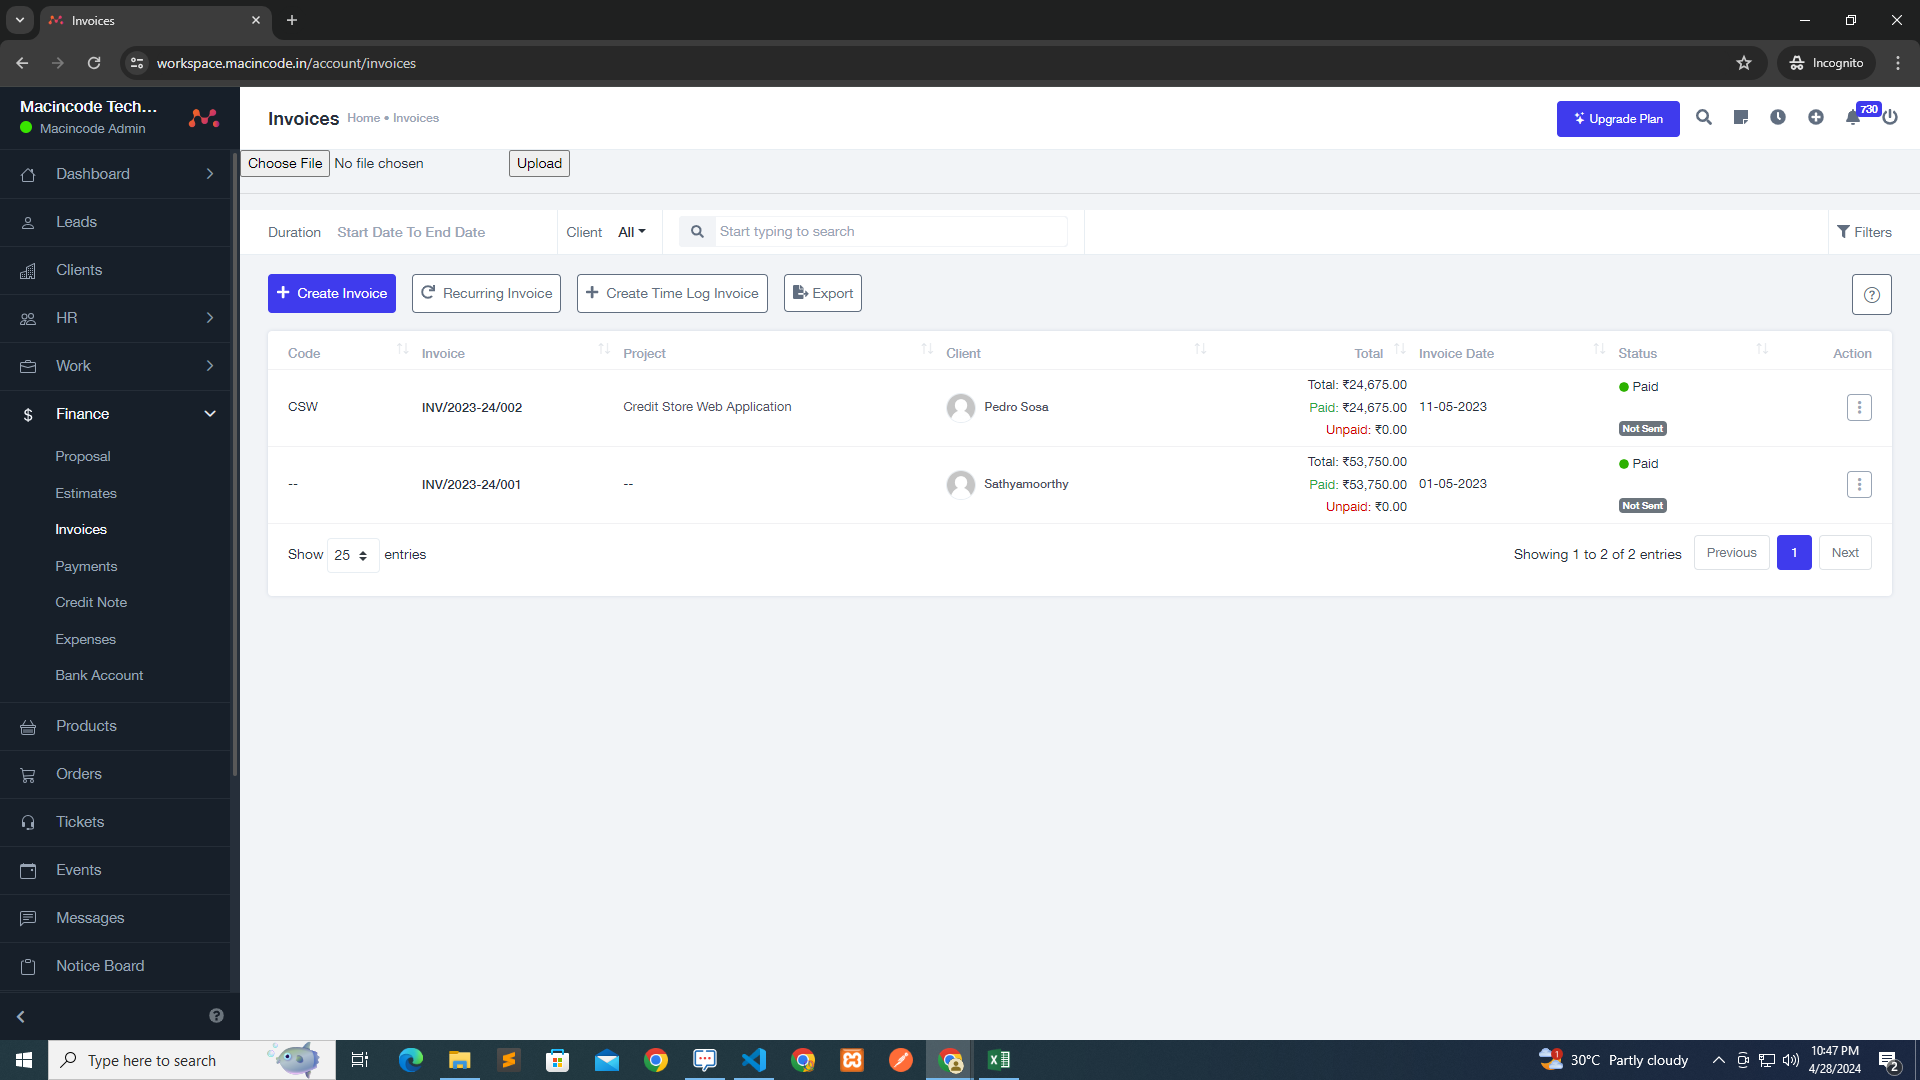 Invoices
workspace.macincode.in/account/invoices
Incognito
Macincode Tech...
Macincode Admin
Invoices
Home • Invoices
Upgrade Plan
730
Choose File No file chosen
Upload
Duration
Start Date To End Date
Client
All
Start typing to search
Filters
Create Invoice
Recurring Invoice
Create Time Log Invoice
Export
Dashboard
Leads
Clients
HR
Work
Finance
Proposal
Estimates
Invoices
Payments
Credit Note
Expenses
Bank Account
Products
Orders
Tickets
Events
Messages
Notice Board
Code Invoice Project Client Total Invoice Date Status Action
CSW INV/2023-24/002 Credit Store Web Application Pedro Sosa
Total: ₹24,675.00
Paid: ₹24,675.00
Unpaid: ₹0.00
11-05-2023
Paid
Not Sent
-- INV/2023-24/001 -- Sathyamoorthy
Total: ₹53,750.00
Paid: ₹53,750.00
Unpaid: ₹0.00
01-05-2023
Paid
Not Sent
Show 25 entries
Showing 1 to 2 of 2 entries
Previous
1
Next
Type here to search
1
30°C Partly cloudy
10:47 PM
4/28/2024
2